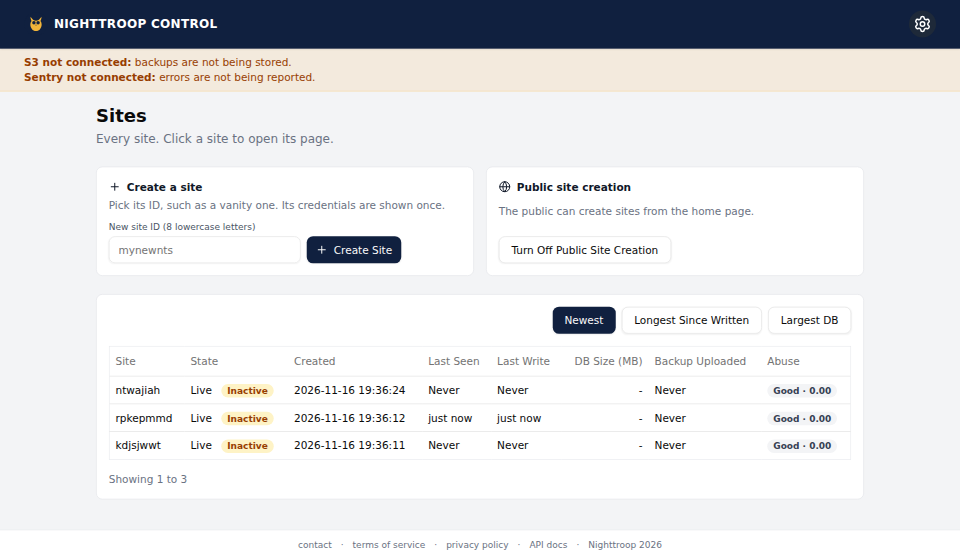 NIGHTTROOP CONTROL
S3 not connected: backups are not being stored.
Sentry not connected: errors are not being reported.
Sites
Every site. Click a site to open its page.
Create a site
Pick its ID, such as a vanity one. Its credentials are shown once.
New site ID (8 lowercase letters)
mynewnts
Create Site
Public site creation
The public can create sites from the home page.
Turn Off Public Site Creation
Newest Longest Since Written Largest DB
Site State Created Last Seen Last Write DB Size (MB) Backup Uploaded Abuse
ntwajiah Live Inactive 2026-11-16 19:36:24 Never Never - Never Good · 0.00
rpkepmmd Live Inactive 2026-11-16 19:36:12 just now just now - Never Good · 0.00
kdjsjwwt Live Inactive 2026-11-16 19:36:11 Never Never - Never Good · 0.00
Showing 1 to 3
contact · terms of service · privacy policy · API docs · Nighttroop 2026